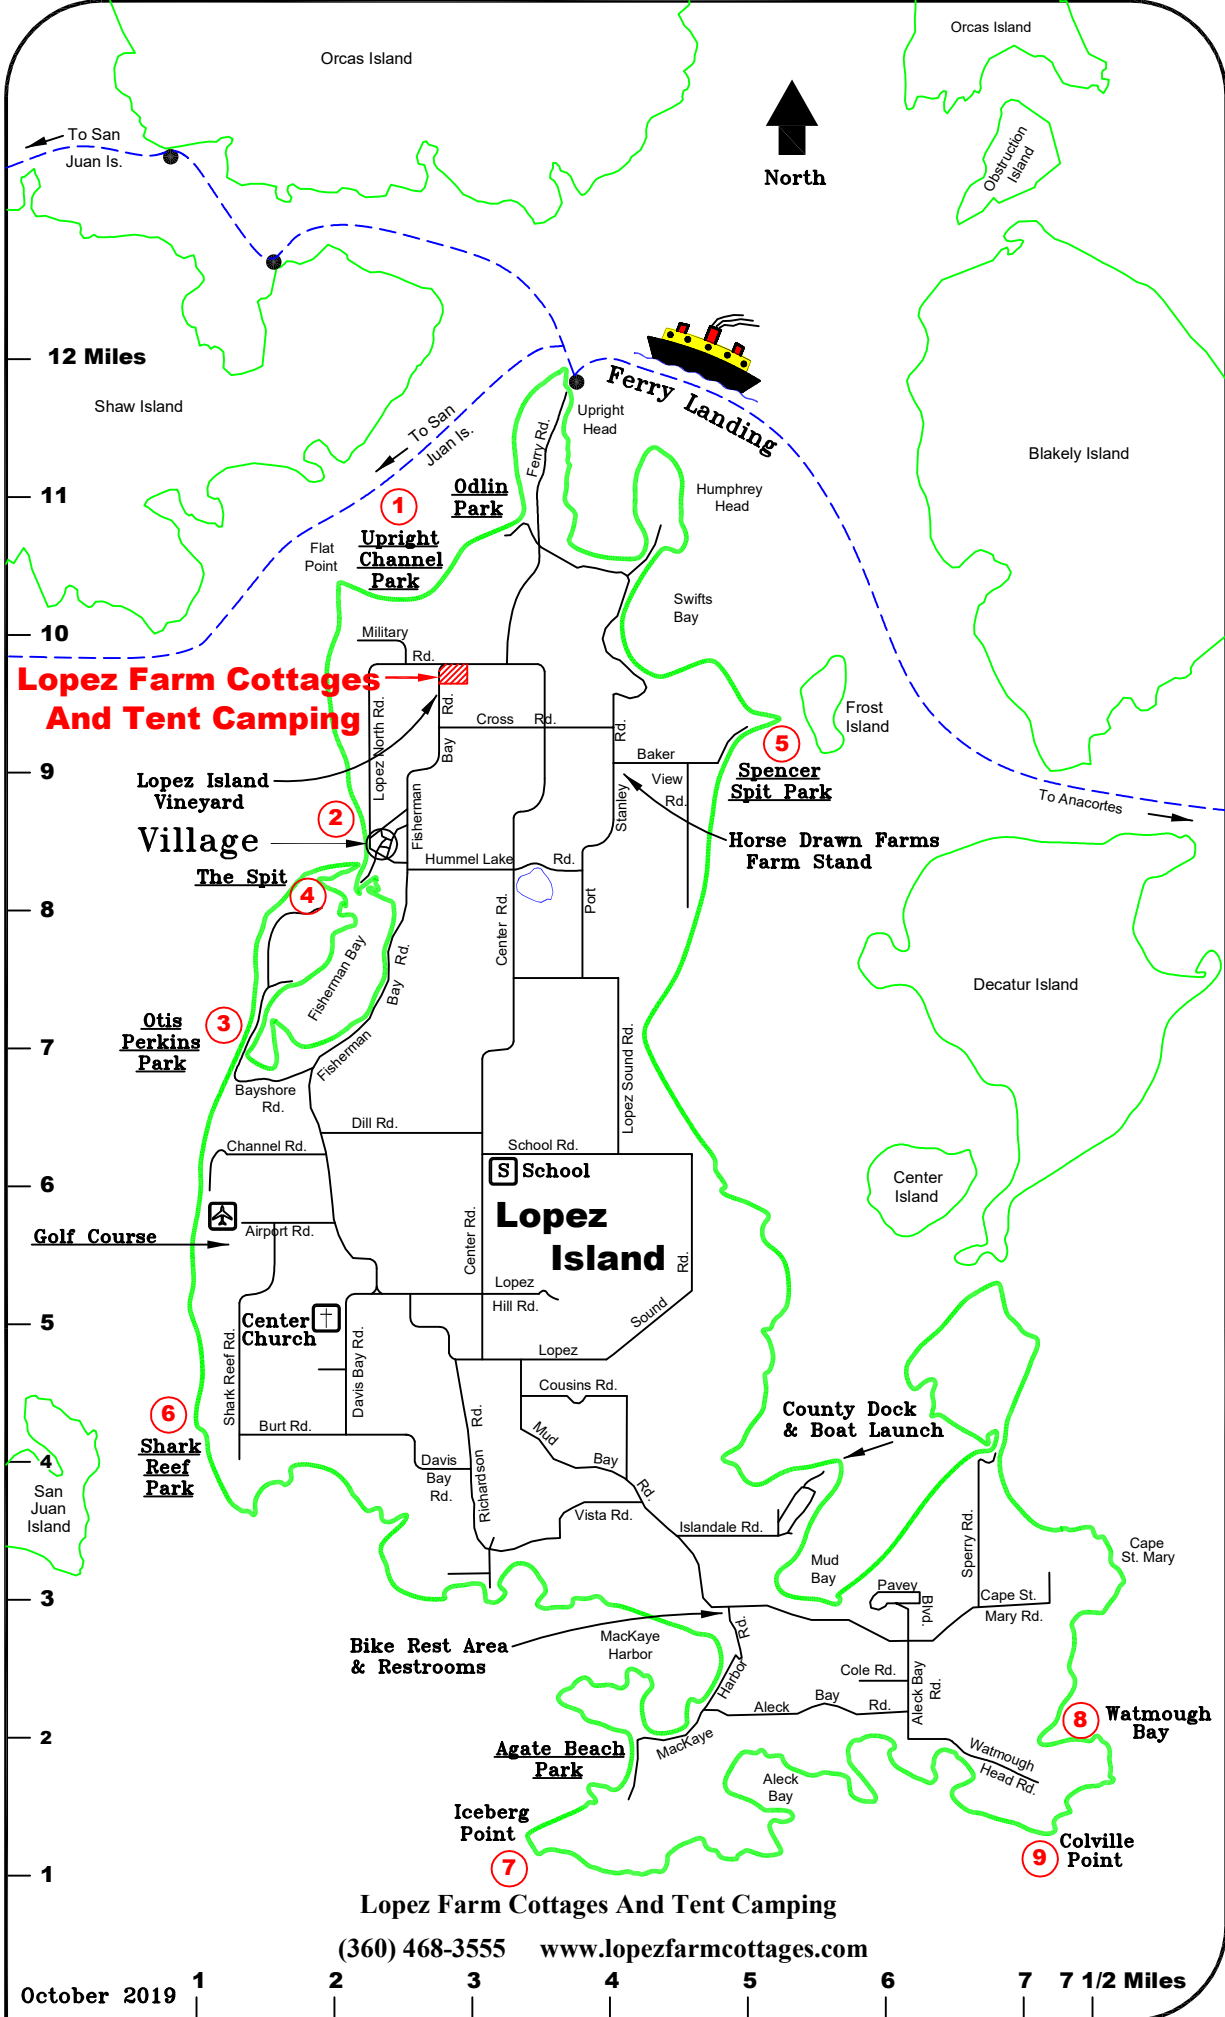 Orcas Island
Orcas Island
Obstruction
Island
To San
Juan Is.
North
12 Miles
Shaw Island
Ferry Landing
To San
Juan Is.
Upright
Head
Ferry Rd.
Blakely Island
11
1
Upright
Channel
Park
Odlin
Park
Humphrey
Head
Flat
Point
Swifts
Bay
10
Military
Rd.
Lopez Farm Cottages
And Tent Camping
Lopez North Rd.
Rd.
Bay
Fisherman
Cross Rd.
Rd.
Stanley
Port
Baker
View
Rd.
Frost
Island
5
Spencer
Spit Park
9
Lopez Island
Vineyard
To Anacortes
2
Village
Horse Drawn Farms
Farm Stand
Hummel Lake Rd.
The Spit
4
8
Center Rd.
Fisherman Bay
Bay Rd.
Fisherman
Decatur Island
3
Otis
Perkins
Park
7
Lopez Sound Rd.
Bayshore
Rd.
Dill Rd.
Channel Rd.
School Rd.
S School
6
Center
Island
Lopez
Island
Airport Rd.
Golf Course
Center Rd.
Rd.
Sound
Lopez
Lopez
Hill Rd.
5
Center
Church
Shark Reef Rd.
Davis Bay Rd.
Cousins Rd.
6
Shark
Reef
Park
Burt Rd.
Mud
Bay
Rd.
County Dock
& Boat Launch
4
San
Juan
Island
Davis
Bay
Rd.
Rd.
Richardson
Vista Rd.
Islandale Rd.
Mud
Bay
Sperry Rd.
Cape
St. Mary
3
Pavey
Blvd.
Cape St.
Mary Rd.
Bike Rest Area
& Restrooms
MacKaye
Harbor
Rd.
Harbor
MacKaye
Cole Rd.
Aleck Bay
Rd.
Aleck Bay Rd.
8
Watmough
Bay
2
Agate Beach
Park
Watmough
Head Rd.
Aleck
Bay
Iceberg
Point
7
9
Colville
Point
1
Lopez Farm Cottages And Tent Camping
(360) 468-3555 www.lopezfarmcottages.com
October 2019
1 2 3 4 5 6 7 7 1/2 Miles